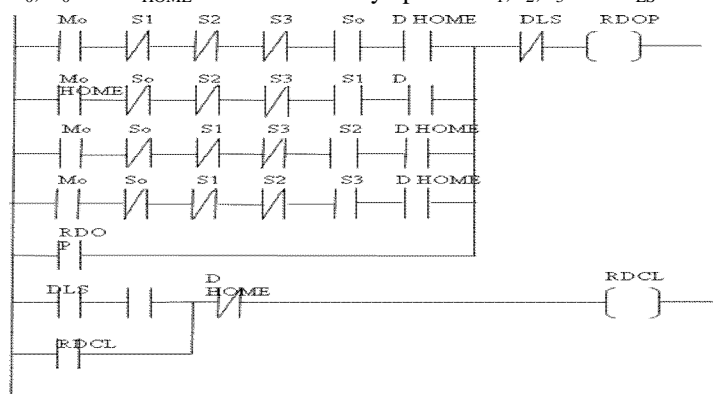 Mo S1 S2 S3 So D HOME DLS RDOP
Mo So S2 S3 S1 D
HOME
Mo So S1 S3 S2 D HOME
Mo So S1 S2 S3 D HOME
RDO
P
DLS D
HOME RDCL
RDCL